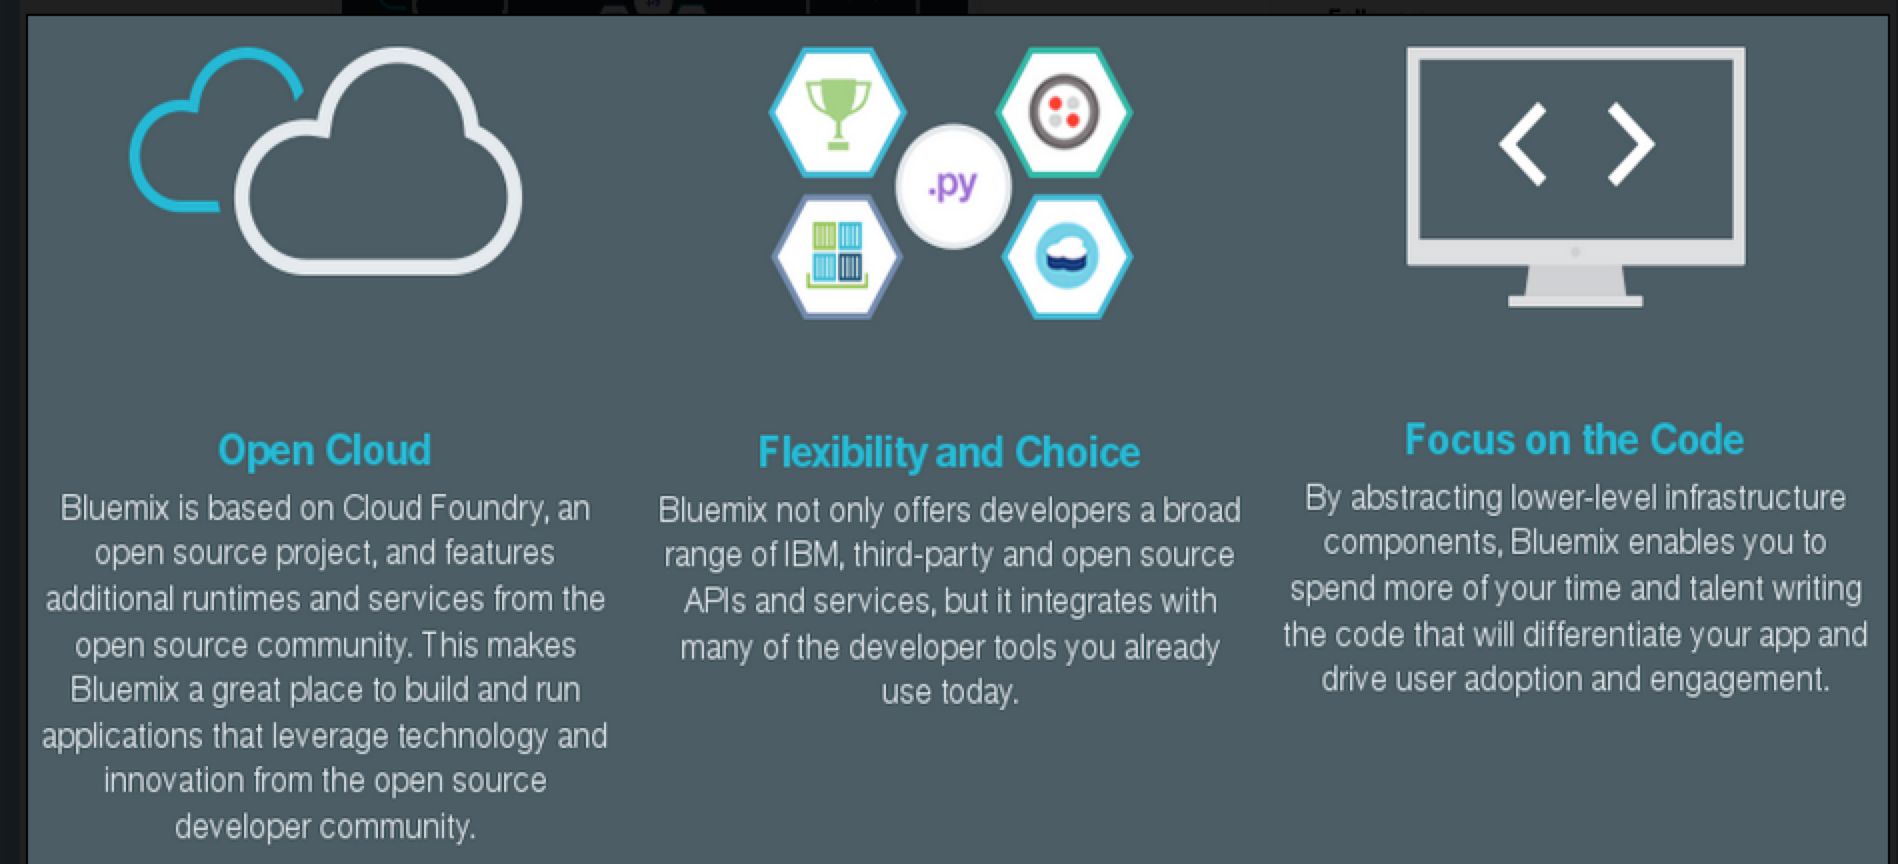 .py
Open Cloud
Bluemix is based on Cloud Foundry, an
open source project, and features
additional runtimes and services from the
open source community. This makes
Bluemix a great place to build and run
applications that leverage technology and
innovation from the open source
developer community.
Flexibility and Choice
Bluemix not only offers developers a broad
range of IBM, third-party and open source
APIs and services, but it integrates with
many of the developer tools you already
use today.
Focus on the Code
By abstracting lower-level infrastructure
components, Bluemix enables you to
spend more of your time and talent writing
the code that will differentiate your app and
drive user adoption and engagement.